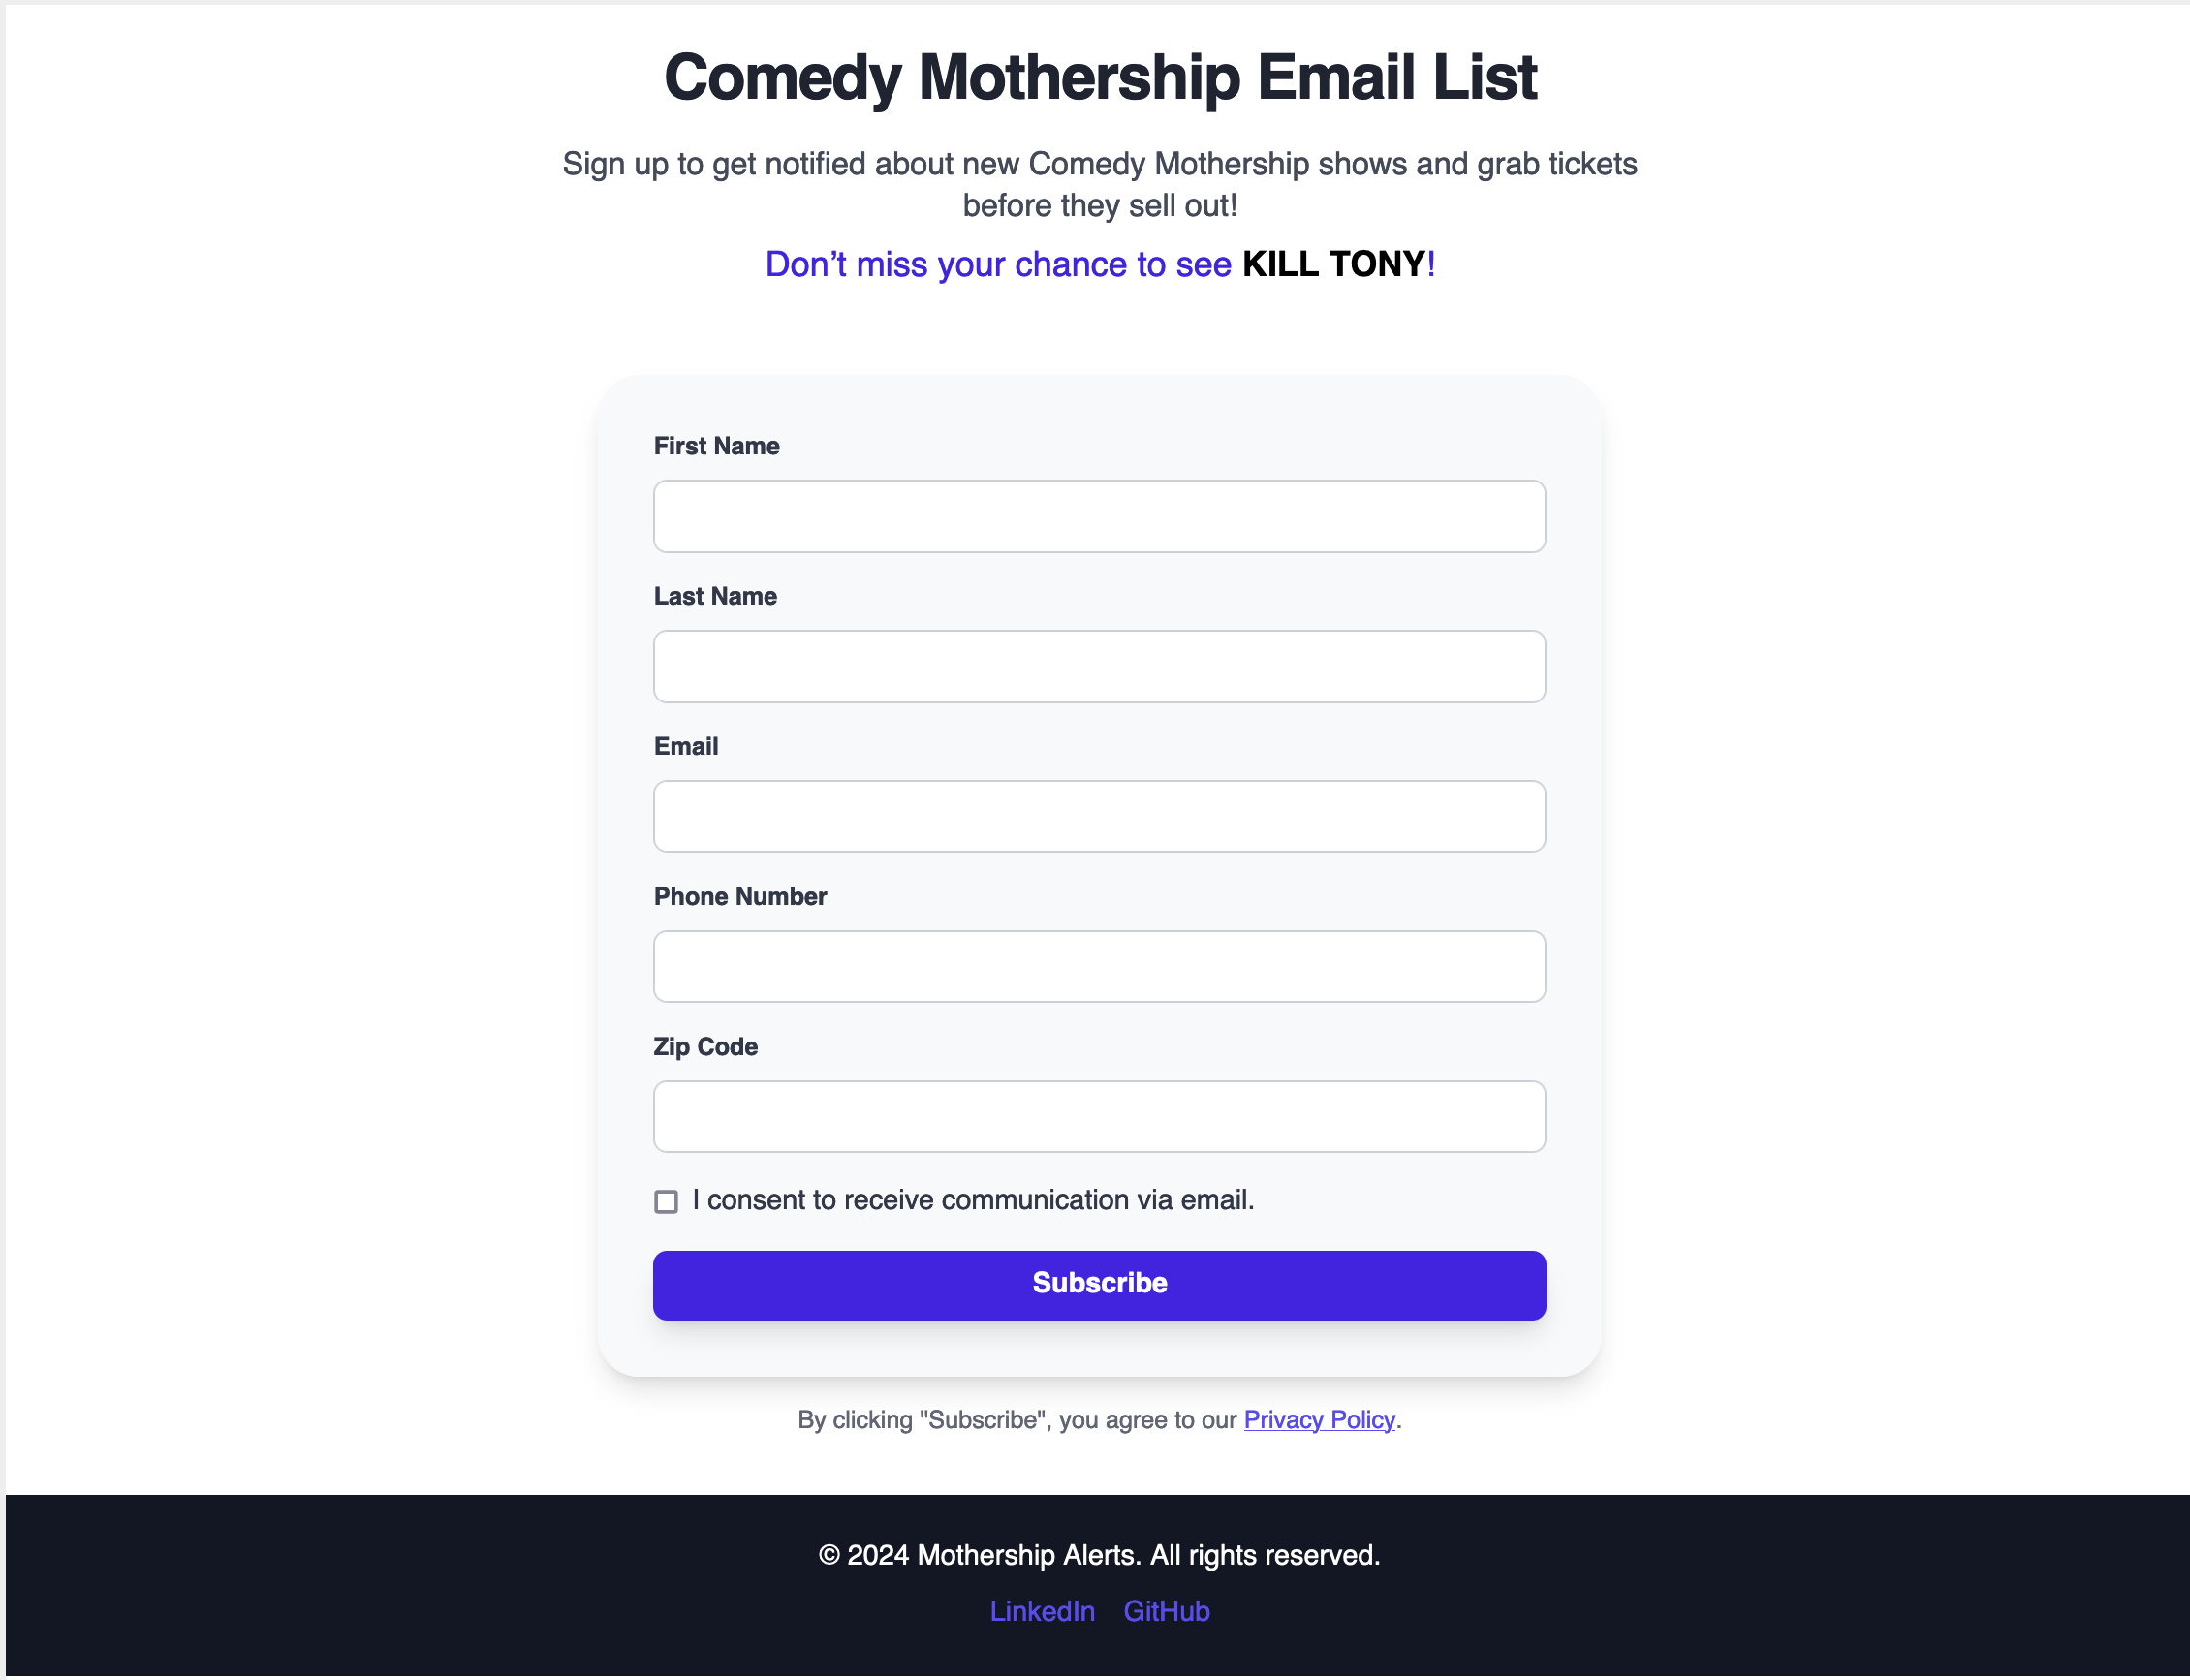 Comedy Mothership Email List
Sign up to get notified about new Comedy Mothership shows and grab tickets
before they sell out!
Don’t miss your chance to see KILL TONY!
First Name
Last Name
Email
Phone Number
Zip Code
I consent to receive communication via email.
Subscribe
By clicking "Subscribe", you agree to our Privacy Policy.
© 2024 Mothership Alerts. All rights reserved.
LinkedIn GitHub